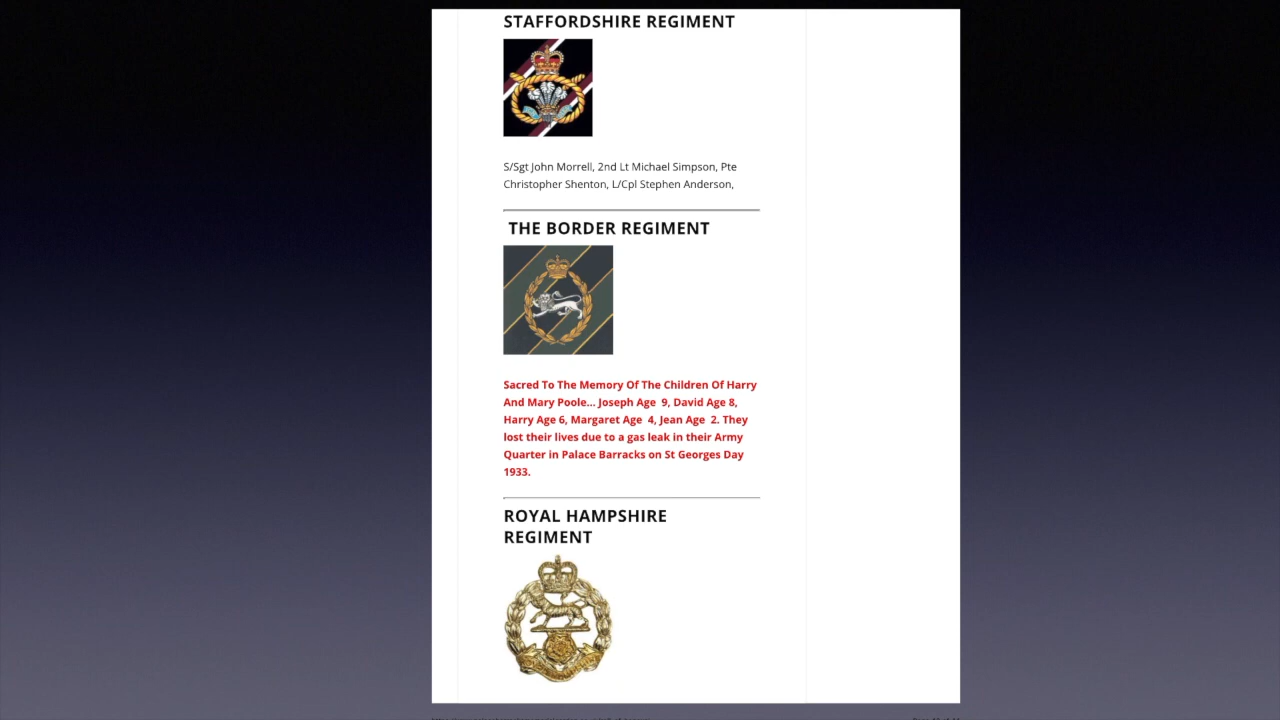 STAFFORDSHIRE REGIMENT
S/Sgt John Morrell, 2nd Lt Michael Simpson, Pte
Christopher Shenton, L/Cpl Stephen Anderson,
THE BORDER REGIMENT
Sacred To The Memory Of The Children Of Harry
And Mary Poole... Joseph Age 9, David Age 8,
Harry Age 6, Margaret Age 4, Jean Age 2. They
lost their lives due to a gas leak in their Army
Quarter in Palace Barracks on St Georges Day
1933.
ROYAL HAMPSHIRE
REGIMENT